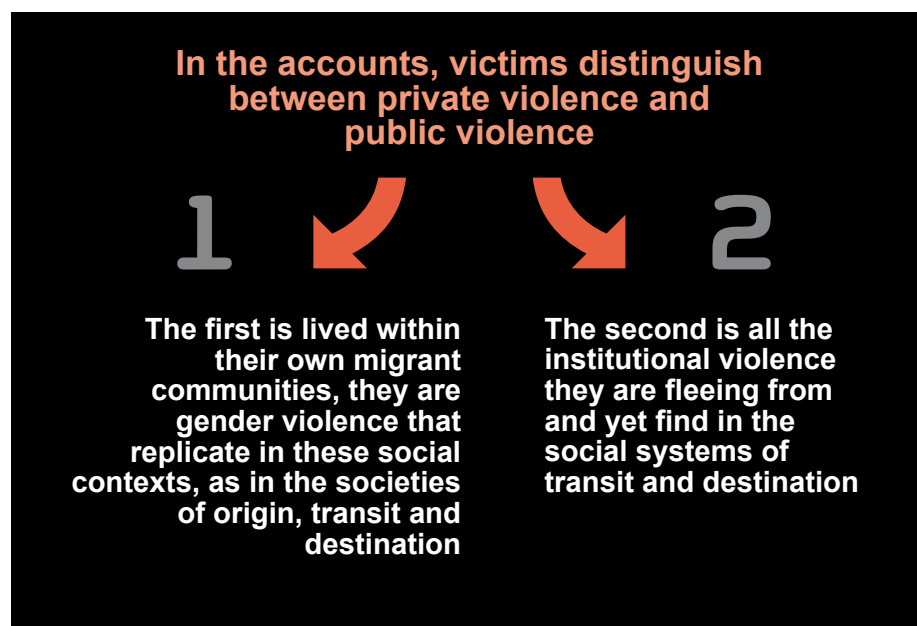 In the accounts, victims distinguish
between private violence and
public violence
1
The first is lived within
their own migrant
communities, they are
gender violence that
replicate in these social
contexts, as in the societies
of origin, transit and
destination
2
The second is all the
institutional violence
they are fleeing from
and yet find in the
social systems of
transit and destination